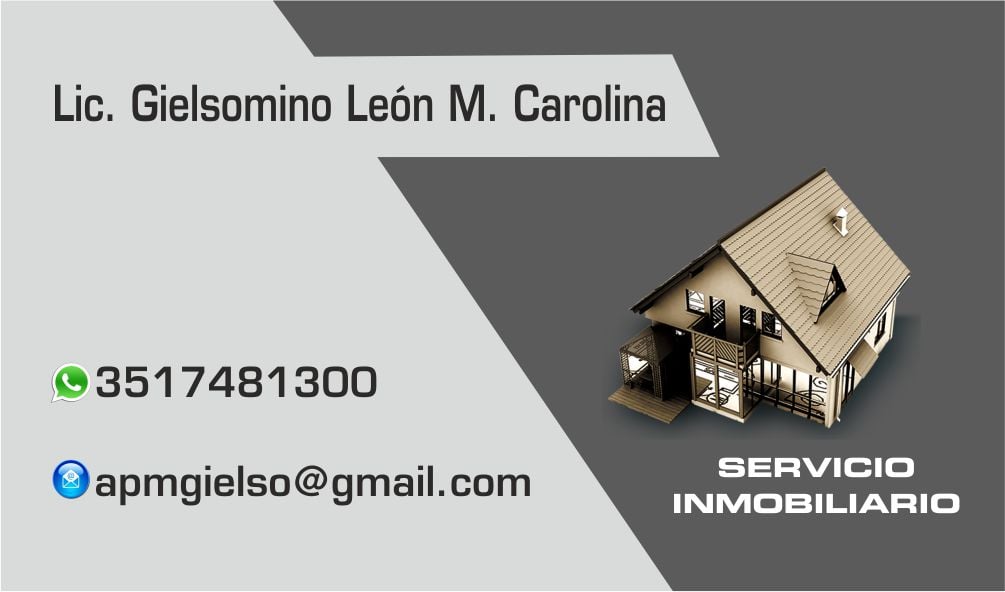 Lic. Gielsomino León M. Carolina
3517481300
apmgielso@gmail.com
SERVICIO
INMOBILIARIO